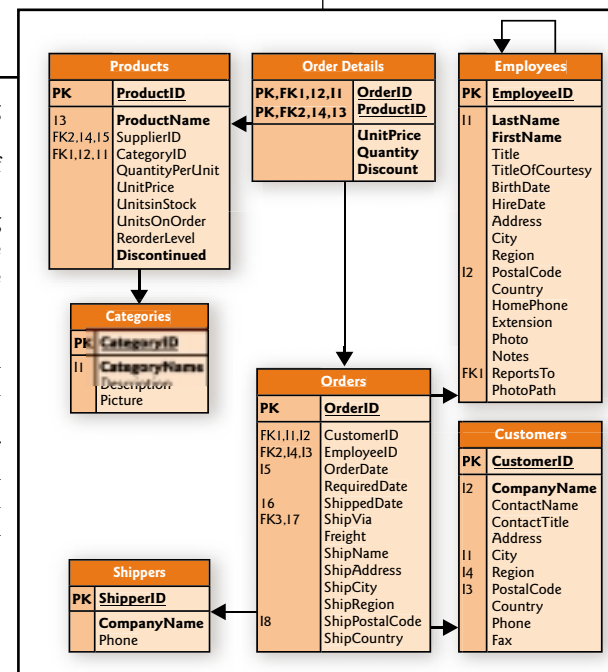 Products
PK ProductID
I3 ProductName
FK2,I4,I5 SupplierID
FK1,I2,I1 CategoryID
QuantityPerUnit
UnitPrice
UnitsinStock
UnitsOnOrder
ReorderLevel
Discontinued
Order Details
PK,FK1,I2,I1 OrderID
PK,FK2,I4,I3 ProductID
UnitPrice
Quantity
Discount
Employees
PK EmployeeID
I1 LastName
FirstName
Title
TitleOfCourtesy
BirthDate
HireDate
Address
City
Region
I2 PostalCode
Country
HomePhone
Extension
Photo
Notes
FK1 ReportsTo
PhotoPath
Categories
PK CategoryID
I1 CategoryName
Description
Picture
Orders
PK OrderID
FK1,I1,I2 CustomerID
FK2,I4,I3 EmployeeID
I5 OrderDate
RequiredDate
I6 ShippedDate
FK3,I7 ShipVia
Freight
ShipName
ShipAddress
ShipCity
ShipRegion
I8 ShipPostalCode
ShipCountry
Customers
PK CustomerID
I2 CompanyName
ContactName
ContactTitle
Address
I1 City
I4 Region
I3 PostalCode
Country
Phone
Fax
Shippers
PK ShipperID
CompanyName
Phone